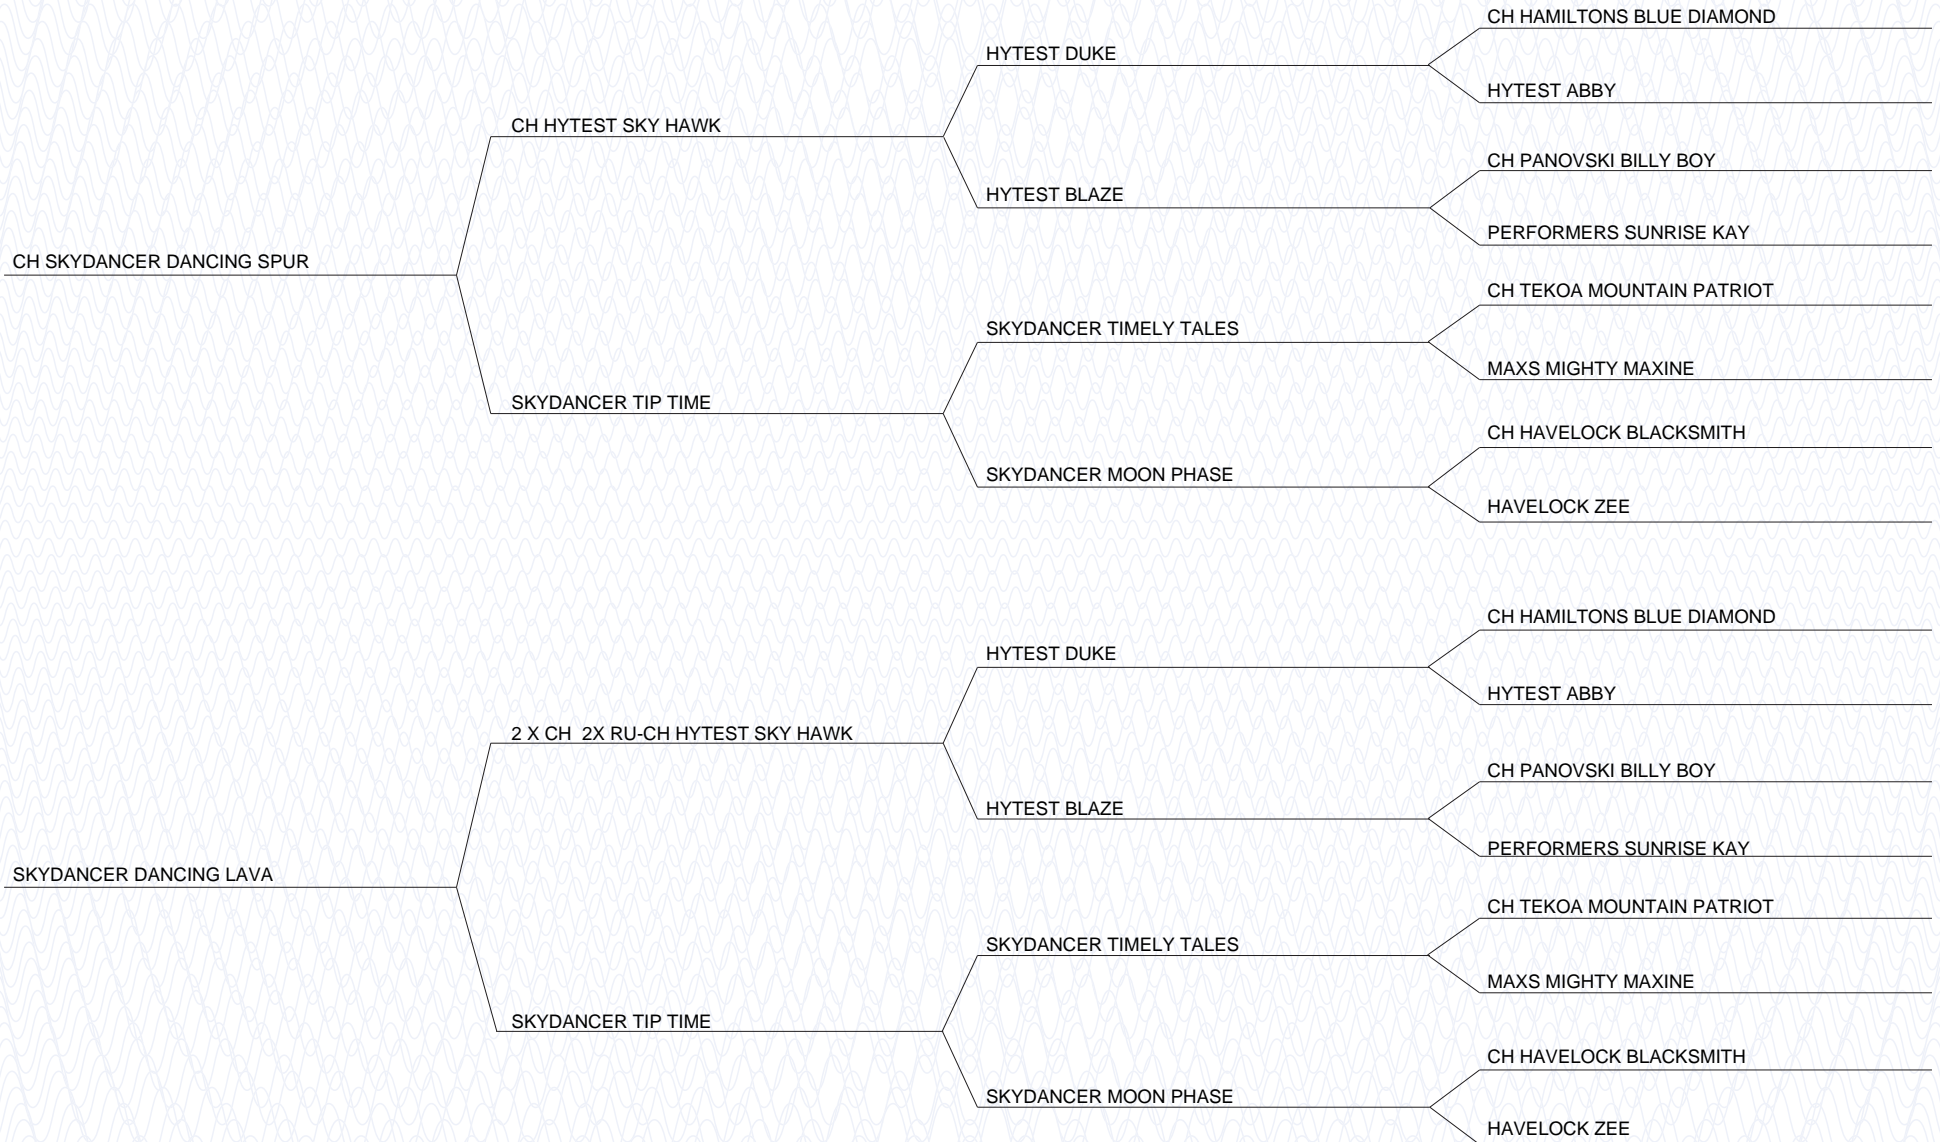 CH HAMILTONS BLUE DIAMOND
HYTEST DUKE
HYTEST ABBY
CH HYTEST SKY HAWK
CH PANOVSKI BILLY BOY
HYTEST BLAZE
PERFORMERS SUNRISE KAY
CH SKYDANCER DANCING SPUR
CH TEKOA MOUNTAIN PATRIOT
SKYDANCER TIMELY TALES
MAXS MIGHTY MAXINE
SKYDANCER TIP TIME
CH HAVELOCK BLACKSMITH
SKYDANCER MOON PHASE
HAVELOCK ZEE
CH HAMILTONS BLUE DIAMOND
HYTEST DUKE
HYTEST ABBY
2 X CH  2X RU-CH HYTEST SKY HAWK
CH PANOVSKI BILLY BOY
HYTEST BLAZE
PERFORMERS SUNRISE KAY
SKYDANCER DANCING LAVA
CH TEKOA MOUNTAIN PATRIOT
SKYDANCER TIMELY TALES
MAXS MIGHTY MAXINE
SKYDANCER TIP TIME
CH HAVELOCK BLACKSMITH
SKYDANCER MOON PHASE
HAVELOCK ZEE